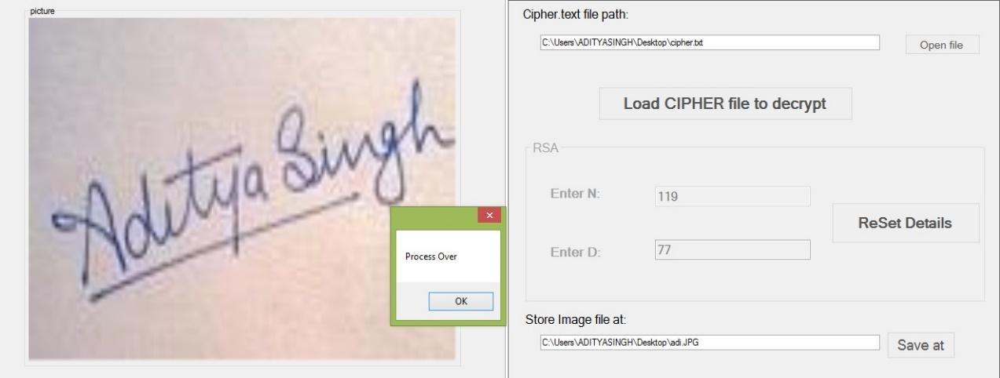 picture
Aditya Singh
Process Over
OK
Cipher.text file path:
C:\Users\ADITYASINGH\Desktop\cipher.txt
Open file
Load CIPHER file to decrypt
RSA
Enter N:
119
Enter D:
77
ReSet Details
Store Image file at:
C:\Users\ADITYASINGH\Desktop\adi.JPG
Save at